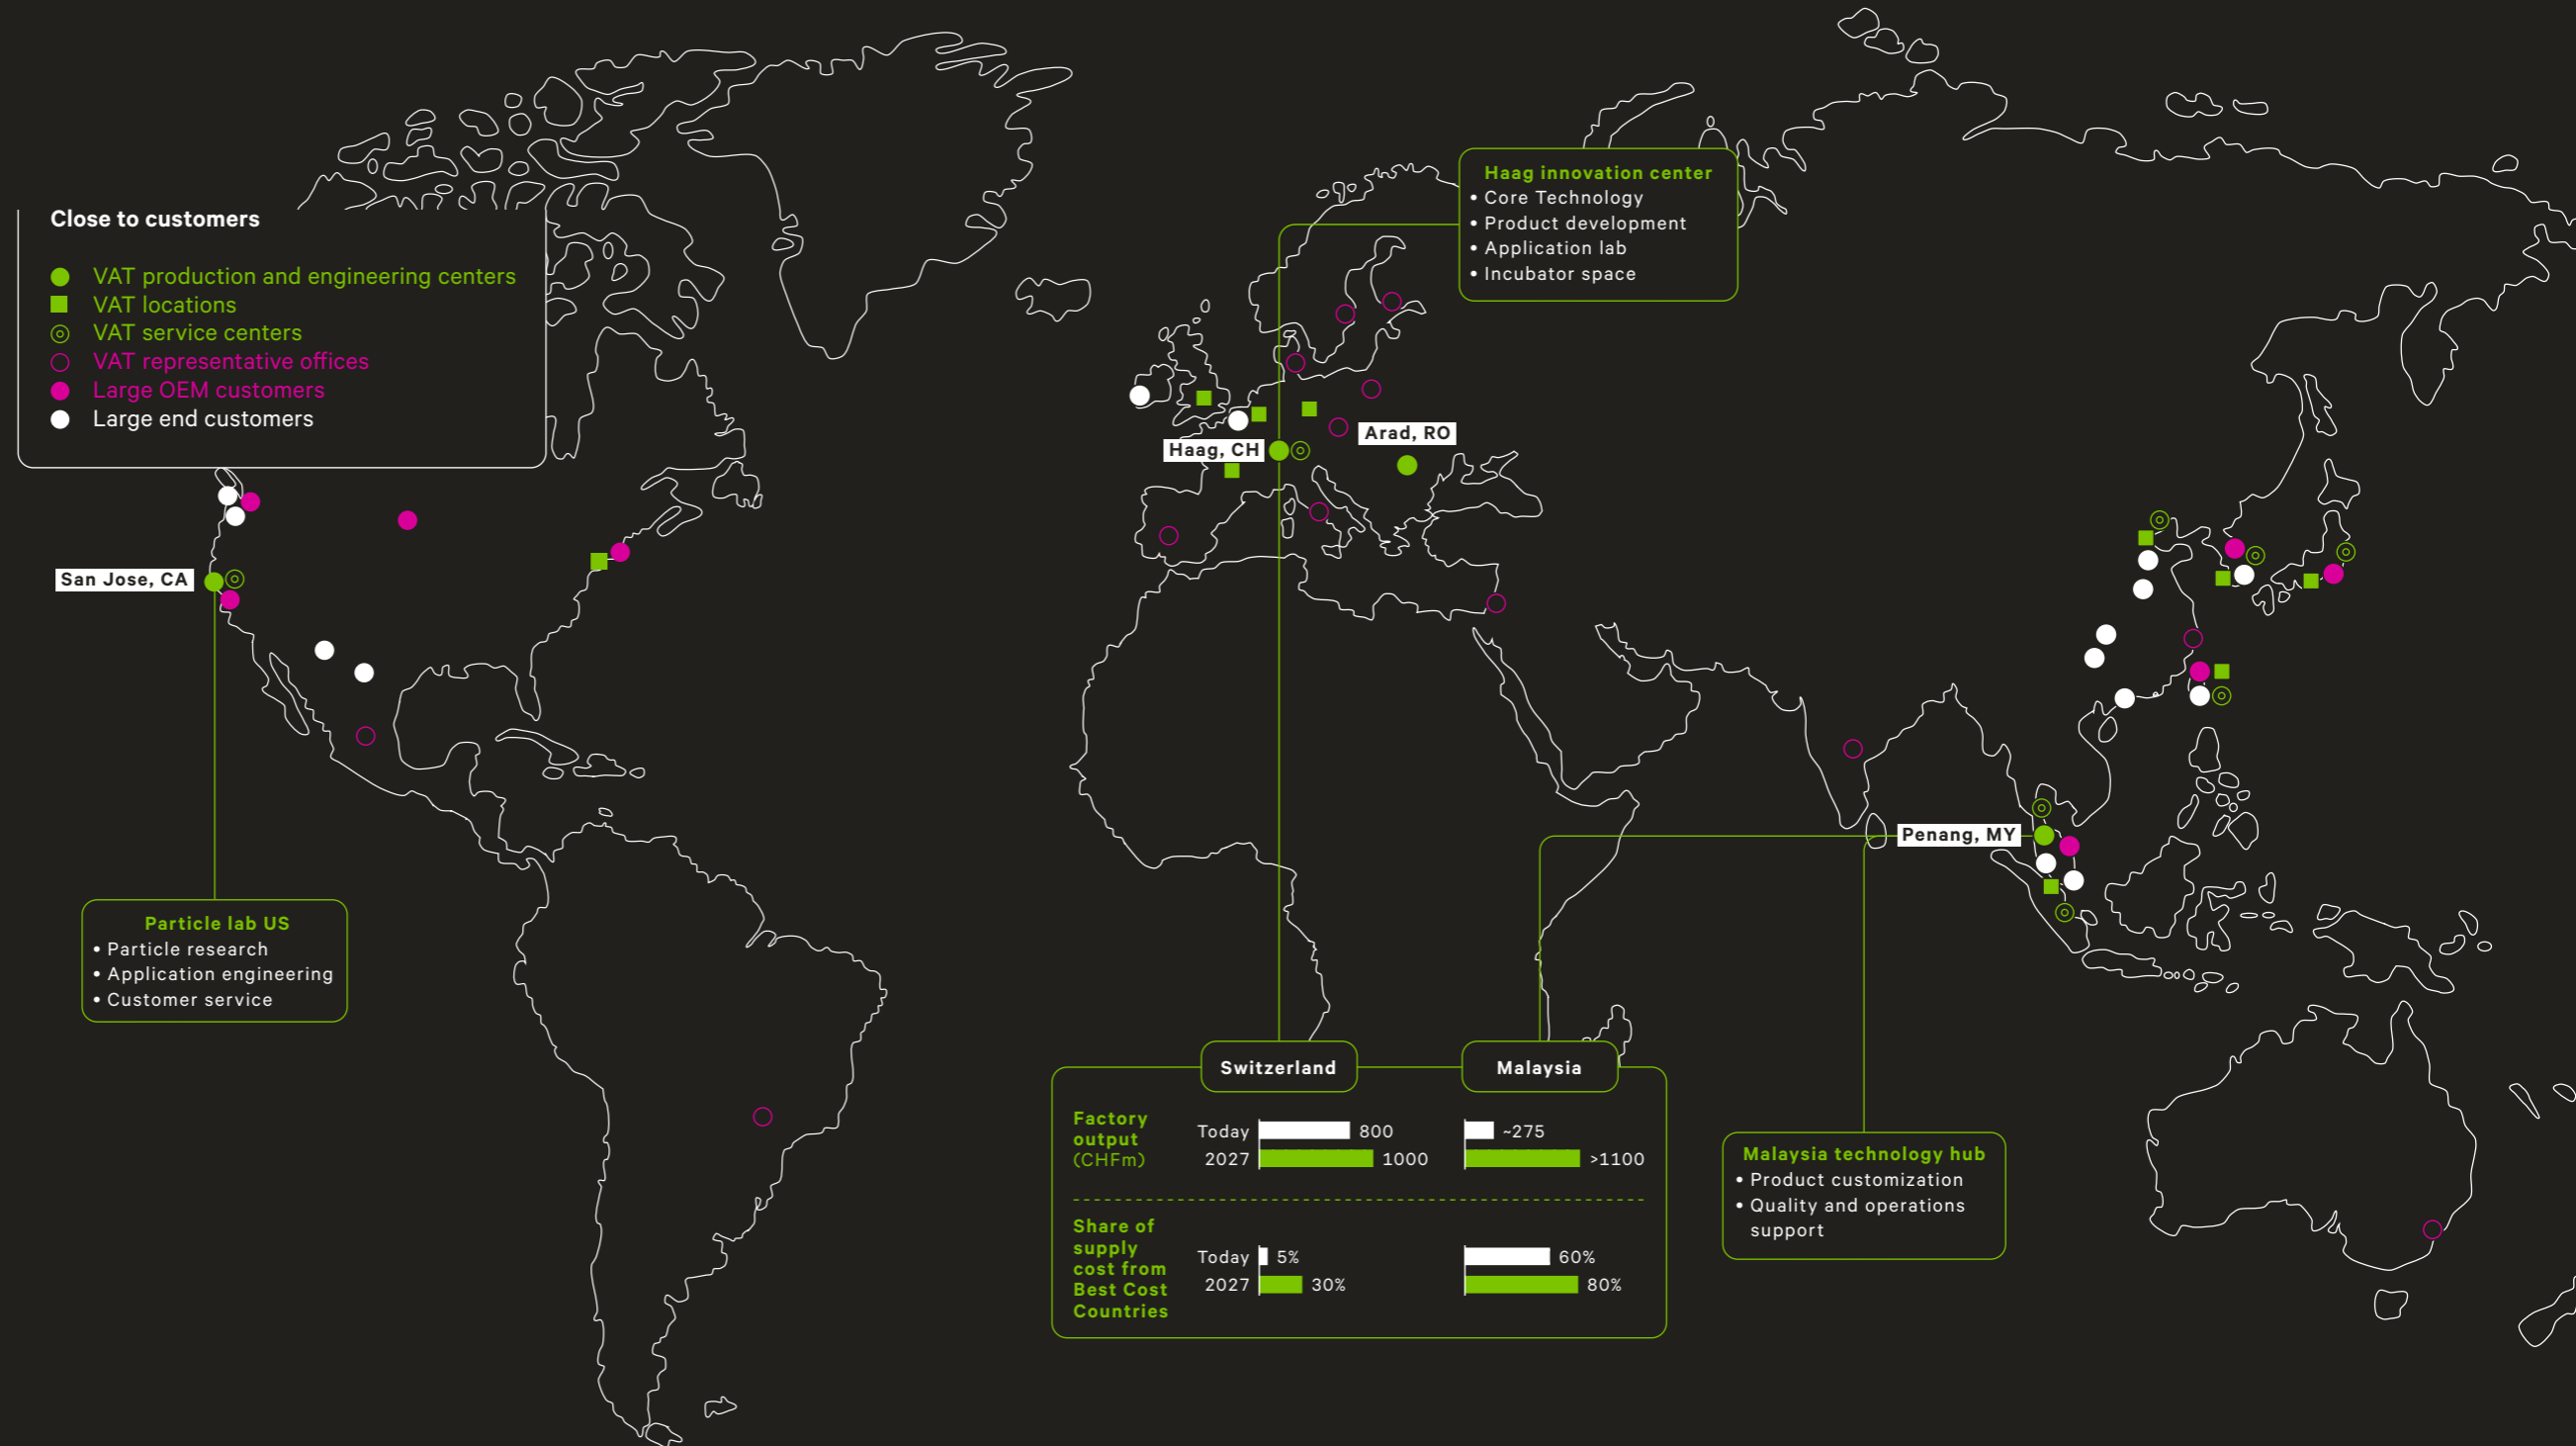 Close to customers
VAT production and engineering centers
VAT locations
VAT service centers
VAT representative offices
Large OEM customers
Large end customers
Haag innovation center
• Core Technology
• Product development
• Application lab
• Incubator space
Haag, CH
Arad, RO
San Jose, CA
Penang, MY
Particle lab US
• Particle research
• Application engineering
• Customer service
Switzerland
Malaysia
Factory
output
(CHFm)
Today 800
2027 1000
~275
>1100
Share of
supply
cost from
Best Cost
Countries
Today 5%
2027 30%
60%
80%
Malaysia technology hub
• Product customization
• Quality and operations
support